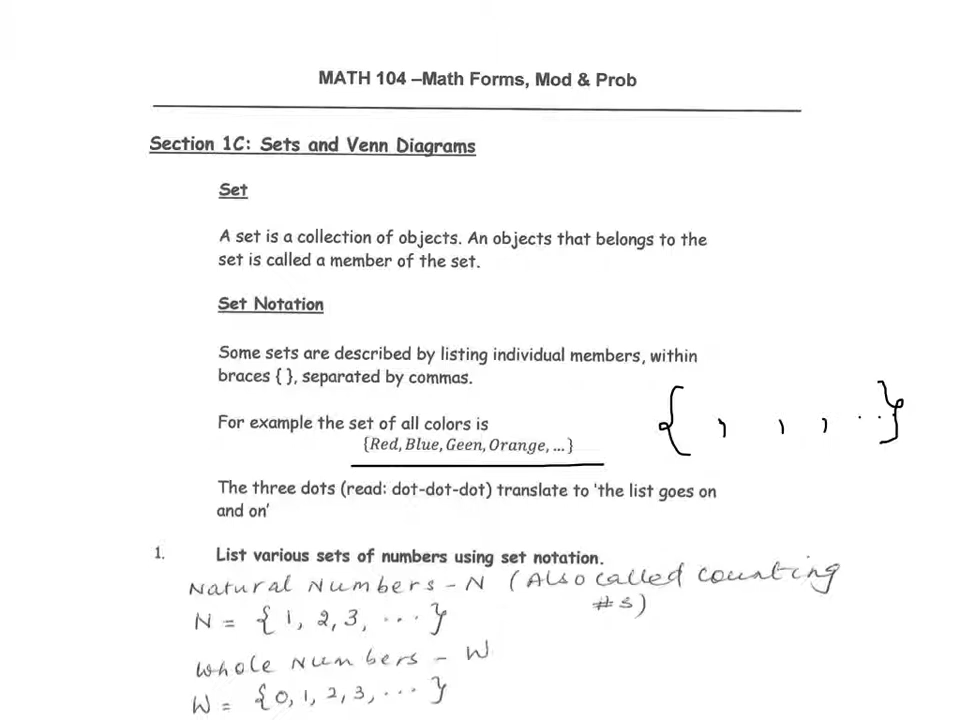 MATH 104 –Math Forms, Mod & Prob
Section 1C: Sets and Venn Diagrams
Set
A set is a collection of objects. An objects that belongs to the
set is called a member of the set.
Set Notation
Some sets are described by listing individual members, within
braces { }, separated by commas.
For example the set of all colors is
{Red, Blue, Geen, Orange, ... }
{ , , , ... }
The three dots (read: dot-dot-dot) translate to 'the list goes on
and on'
1. List various sets of numbers using set notation.
Natural Numbers - N (Also called counting
#s)
N = {1, 2, 3, ... }
Whole Numbers - W
W = {0, 1, 2, 3, ... }